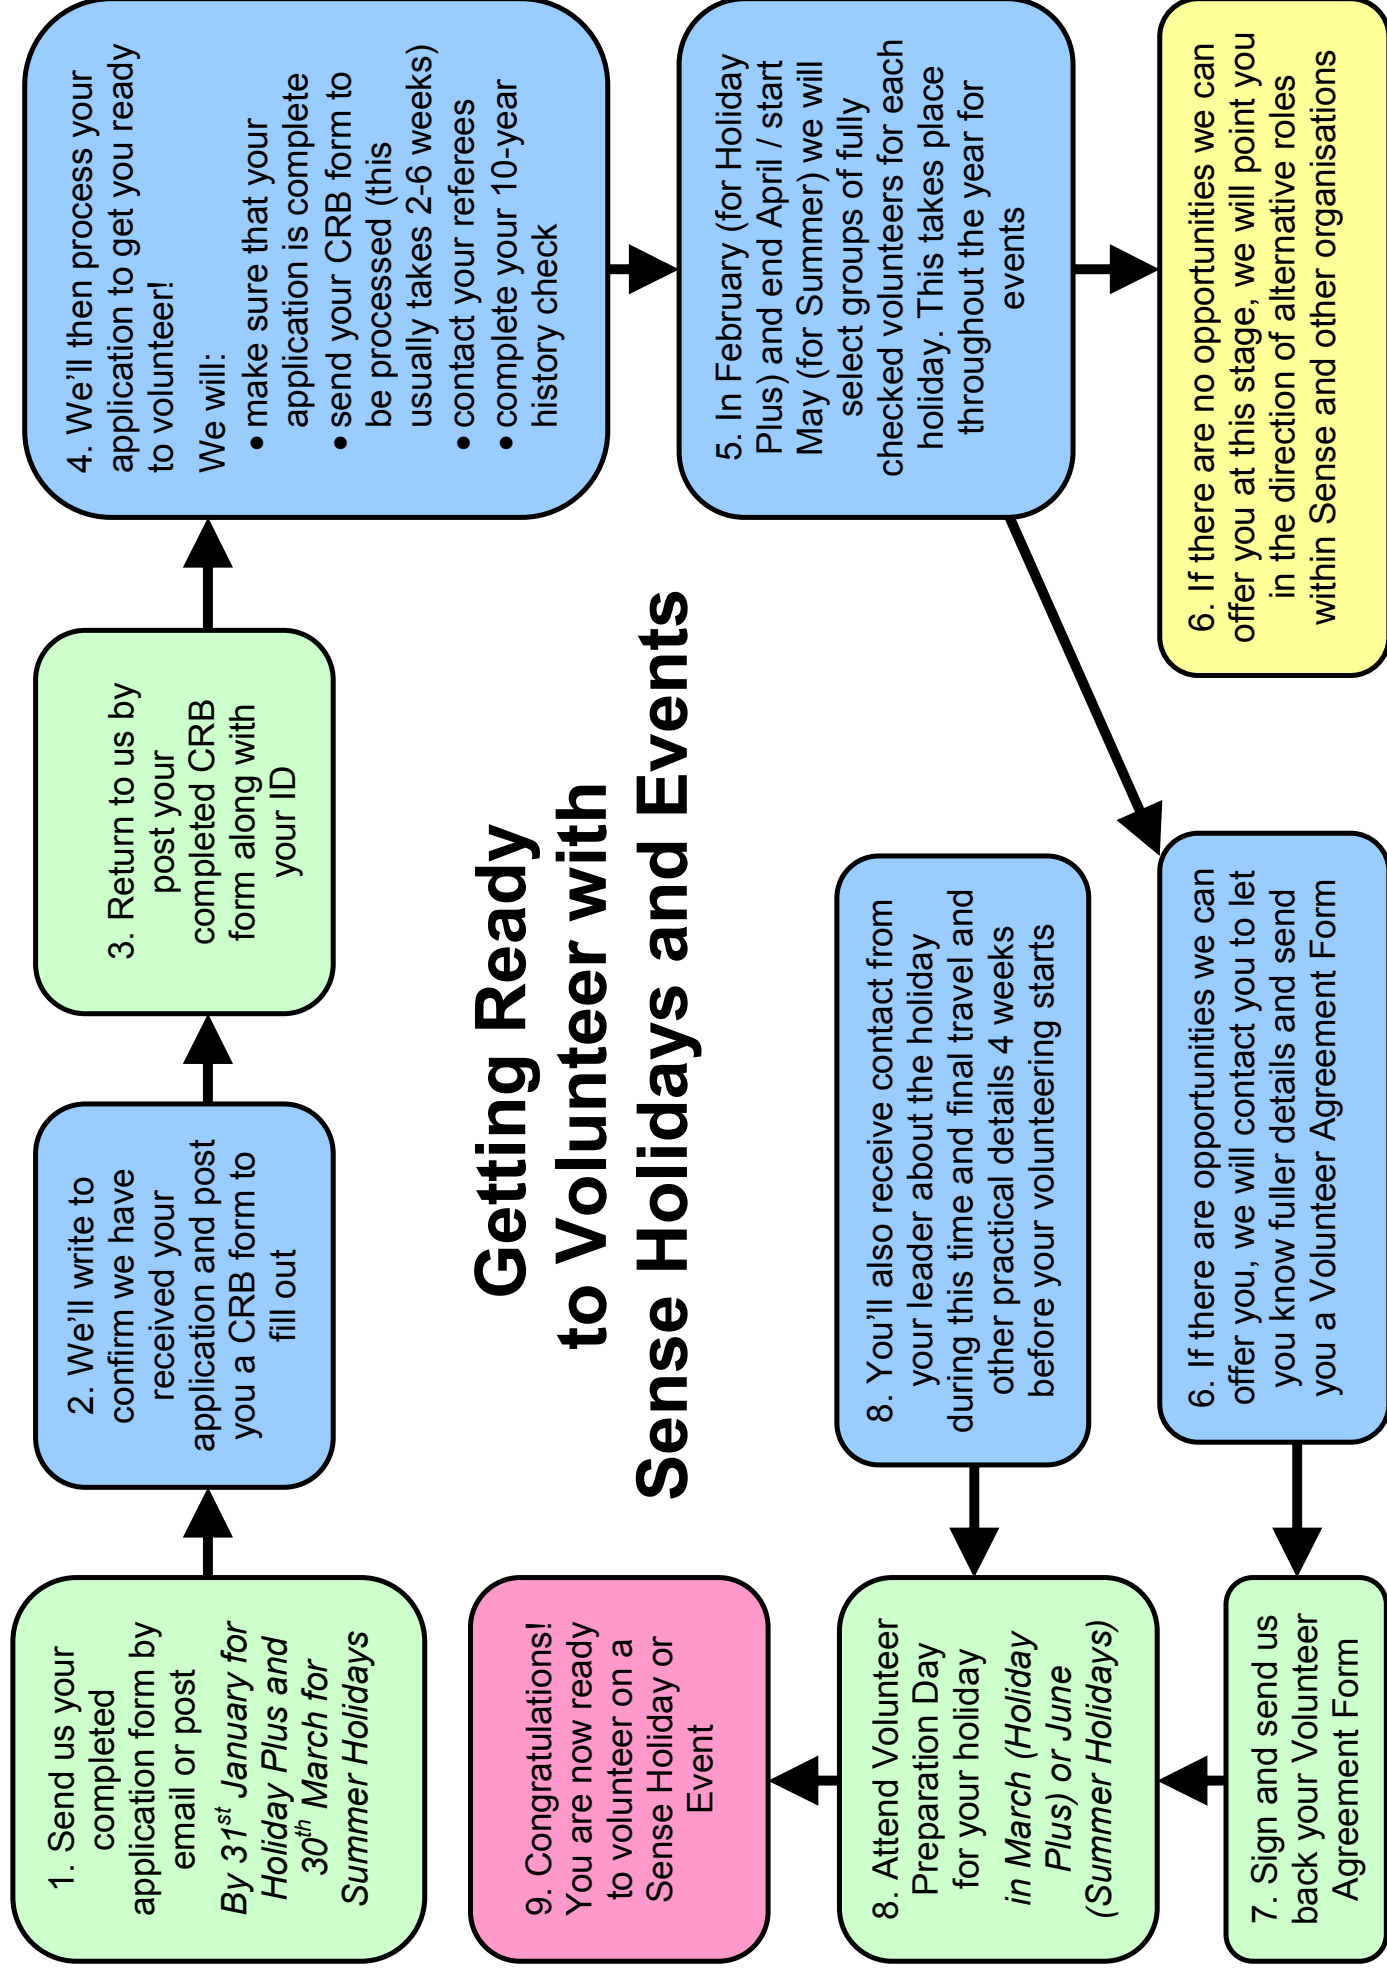 1. Send us your
completed
application form by
email or post
By 31st January for
Holiday Plus and
30th March for
Summer Holidays
2. We'll write to
confirm we have
received your
application and post
you a CRB form to
fill out
3. Return to us by
post your
completed CRB
form along with
your ID
4. We'll then process your
application to get you ready
to volunteer!
We will:
• make sure that your
application is complete
• send your CRB form to
be processed (this
usually takes 2-6 weeks)
• contact your referees
• complete your 10-year
history check
Getting Ready
to Volunteer with
Sense Holidays and Events
5. In February (for Holiday
Plus) and end April / start
May (for Summer) we will
select groups of fully
checked volunteers for each
holiday. This takes place
throughout the year for
events
6. If there are no opportunities we can
offer you at this stage, we will point you
in the direction of alternative roles
within Sense and other organisations
6. If there are opportunities we can
offer you, we will contact you to let
you know fuller details and send
you a Volunteer Agreement Form
7. Sign and send us
back your Volunteer
Agreement Form
8. Attend Volunteer
Preparation Day
for your holiday
in March (Holiday
Plus) or June
(Summer Holidays)
8. You'll also receive contact from
your leader about the holiday
during this time and final travel and
other practical details 4 weeks
before your volunteering starts
9. Congratulations!
You are now ready
to volunteer on a
Sense Holiday or
Event